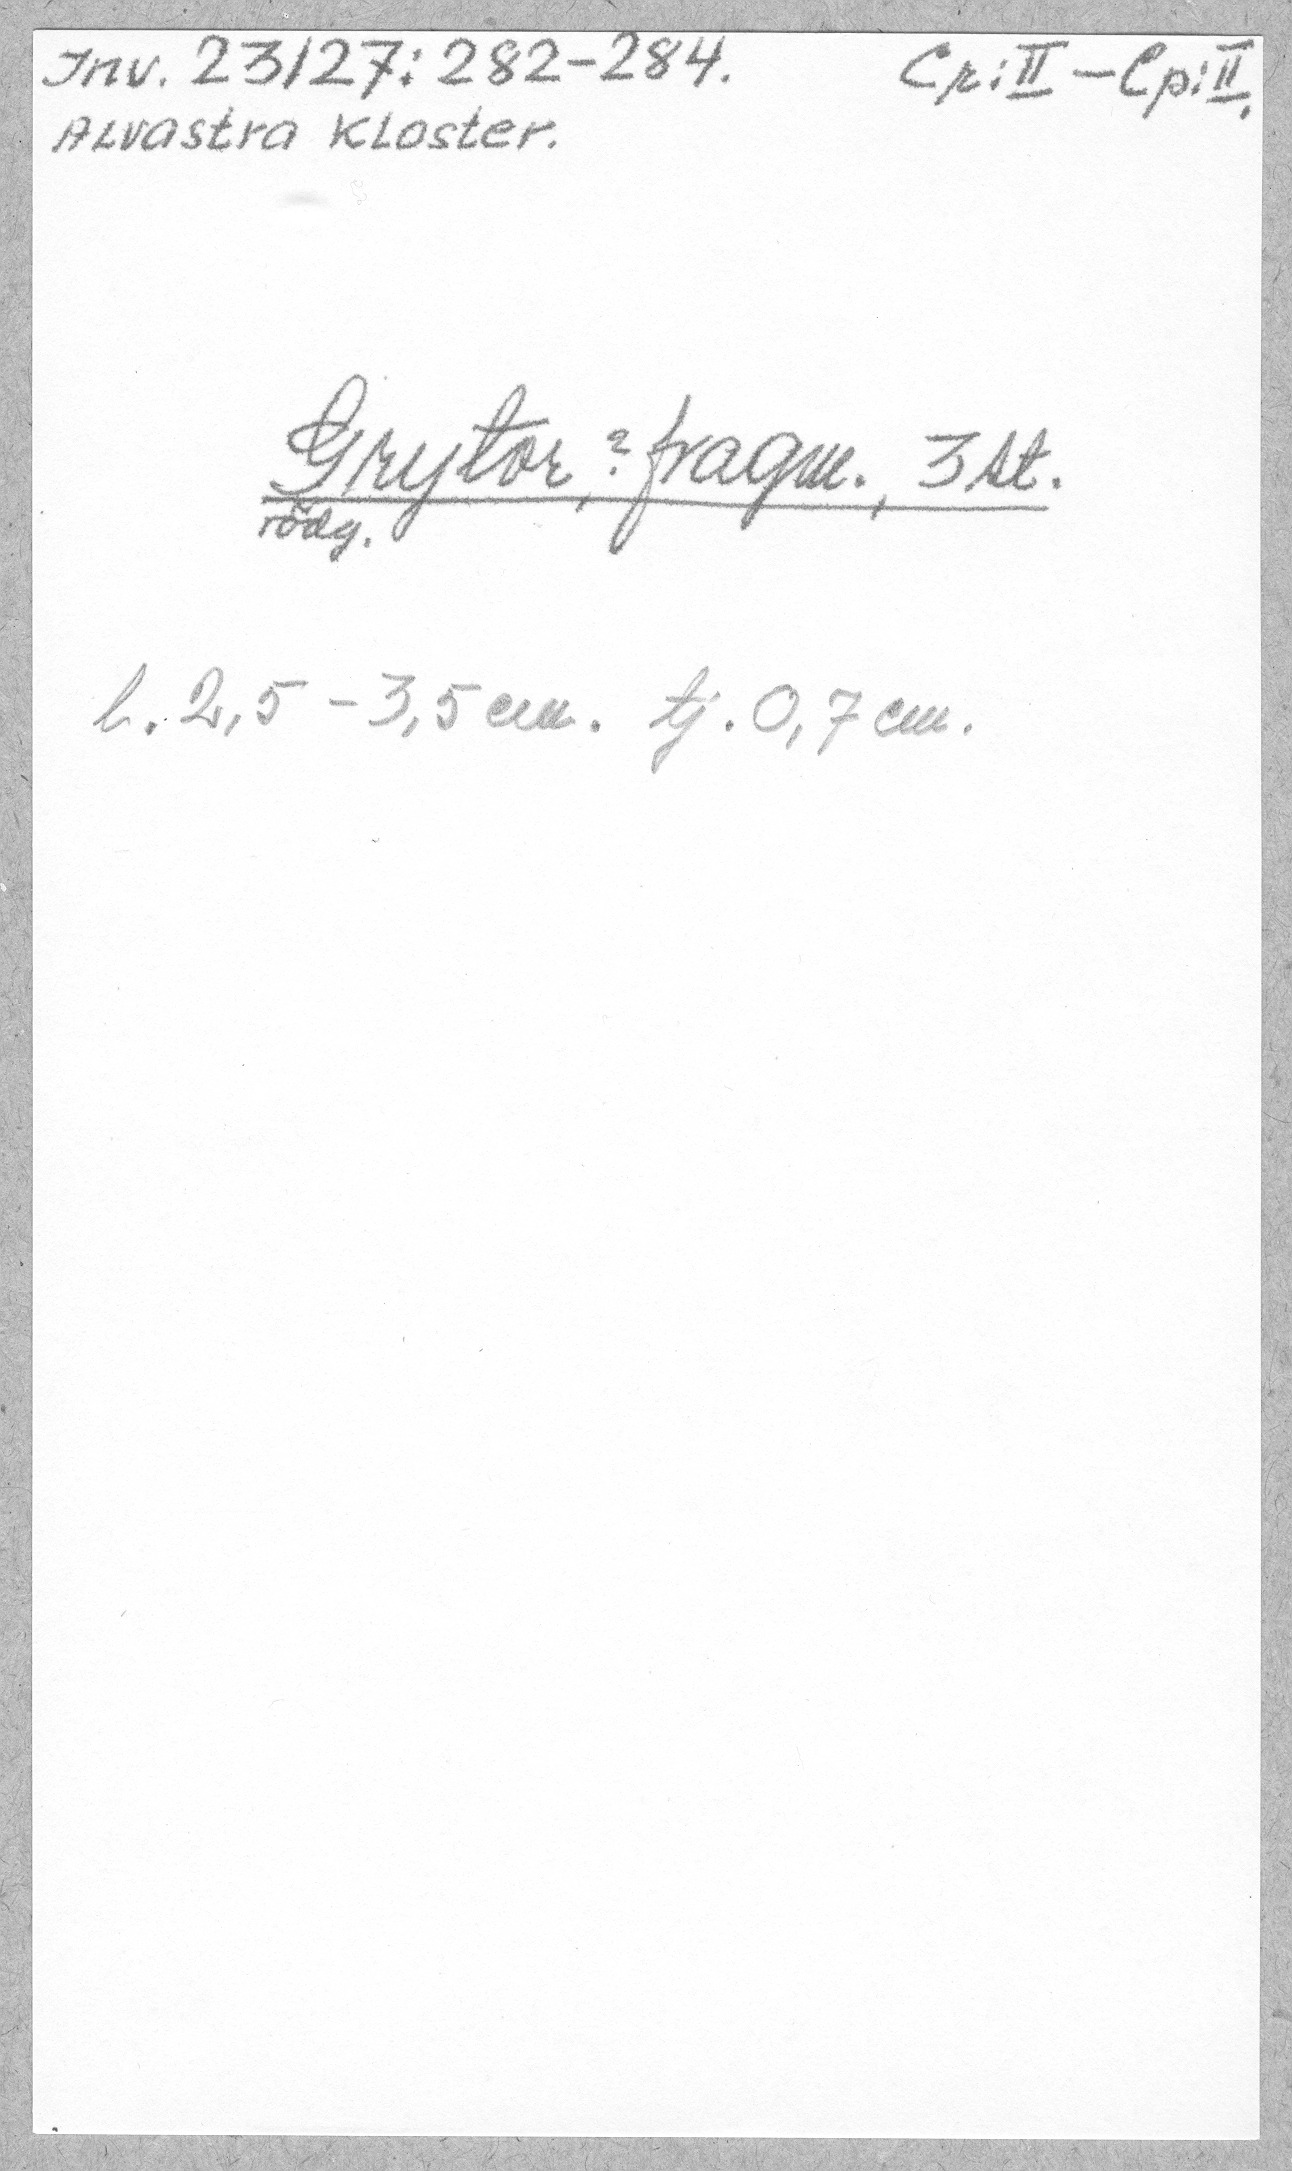 Inv. 23127:282-284. Cr:II - Cp:II.
Alvastra Kloster.
Grytor,? fragm., 3 st.
rödg.
l. 2,5 - 3,5 cm. tj. 0,7 cm.